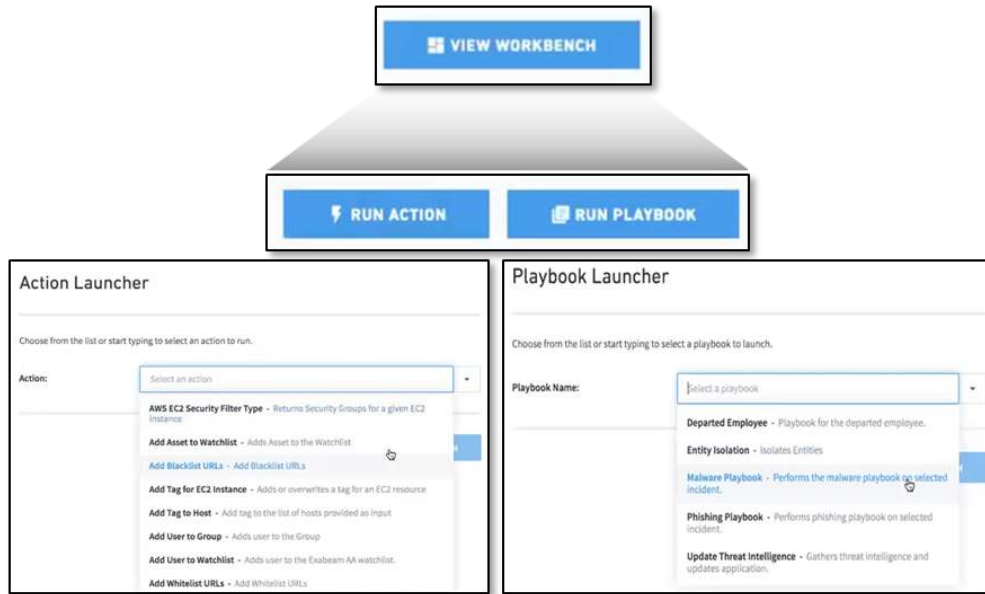 VIEW WORKBENCH
RUN ACTION
RUN PLAYBOOK
Action Launcher
Choose from the list or start typing to select an action to run.
Action:
Select an action
AWS EC2 Security Filter Type - Returns Security Groups for a given EC2
Instance
Add Asset to Watchlist - Adds Asset to the Watchlist
Add Blacklist URLs - Add Blacklist URLs
Add Tag for EC2 Instance - Adds or overwrites a tag for an EC2 resource
Add Tag to Host - Add tag to the list of hosts provided as input
Add User to Group - Adds user to the Group
Add User to Watchlist - Adds user to the Exabeam AA watchlist.
Add Whitelist URLs - Add Whitelist URLs
Playbook Launcher
Choose from the list or start typing to select a playbook to launch.
Playbook Name:
Select a playbook
Departed Employee - Playbook for the departed employee.
Entity Isolation - Isolates Entities
Malware Playbook - Performs the malware playbook on selected
incident.
Phishing Playbook - Performs phishing playbook on selected
incident.
Update Threat Intelligence - Gathers threat intelligence and
updates application.